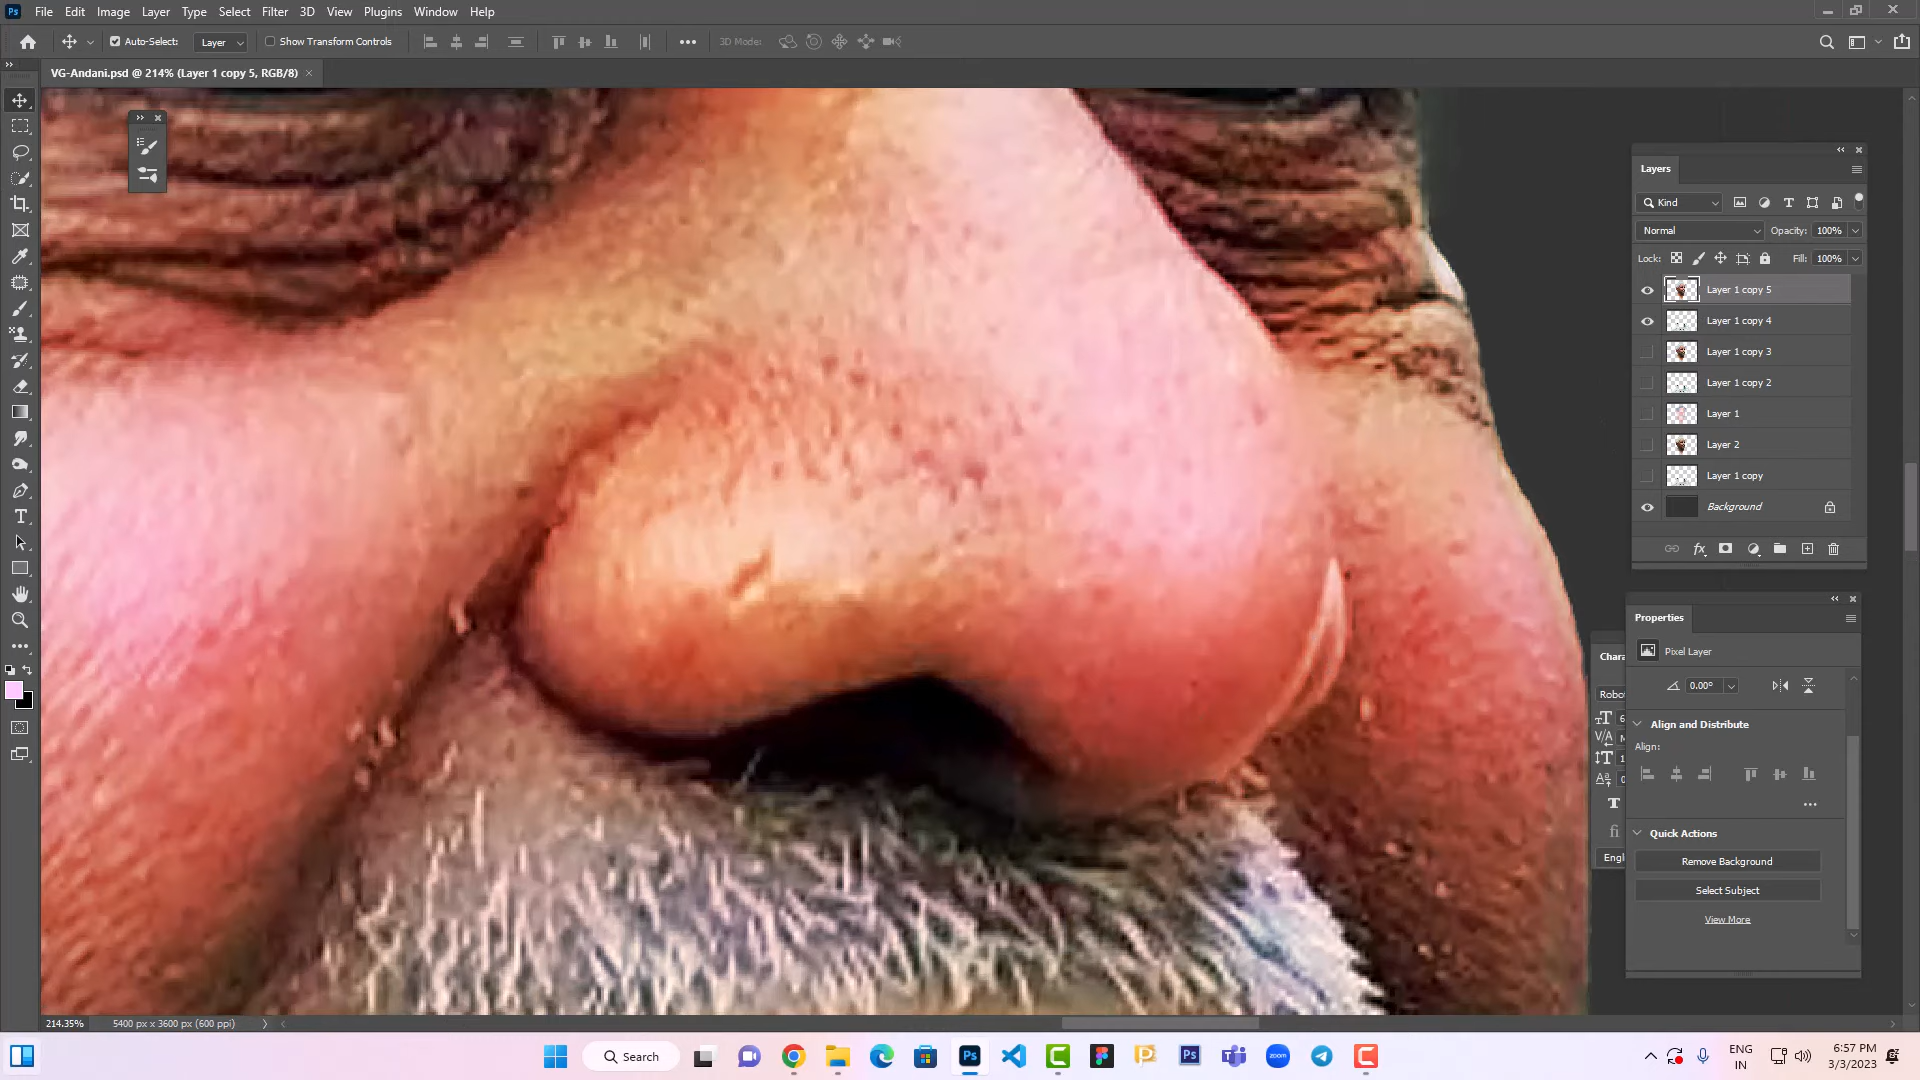 File Edit Image Layer Type Select Filter 3D View Plugins Window Help
Auto-Select: Layer Show Transform Controls 3D Mode:
VG-Andani.psd @ 214% (Layer 1 copy 5, RGB/8)
Layers
Kind
Normal Opacity: 100%
Lock: Fill: 100%
Layer 1 copy 5
Layer 1 copy 4
Layer 1 copy 3
Layer 1 copy 2
Layer 1
Layer 2
Layer 1 copy
Background
Properties
Pixel Layer
0.00°
Align and Distribute
Align:
Quick Actions
Remove Background
Select Subject
View More
Chara
Robot
Engl
214.35% 5400 px x 3600 px (600 ppi)
Search
ENG
IN
6:57 PM
3/3/2023